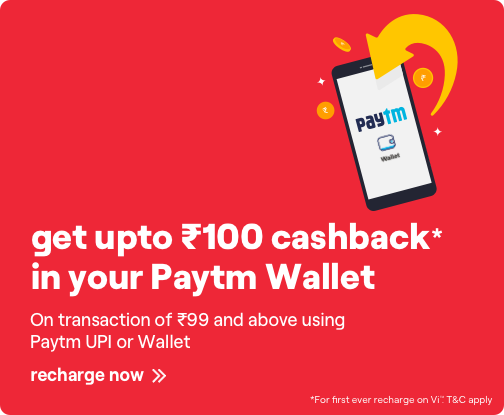 paytm
Wallet
get upto ₹100 cashback*
in your Paytm Wallet
On transaction of ₹99 and above using
Paytm UPI or Wallet
recharge now
*For first ever recharge on Vi™. T&C apply